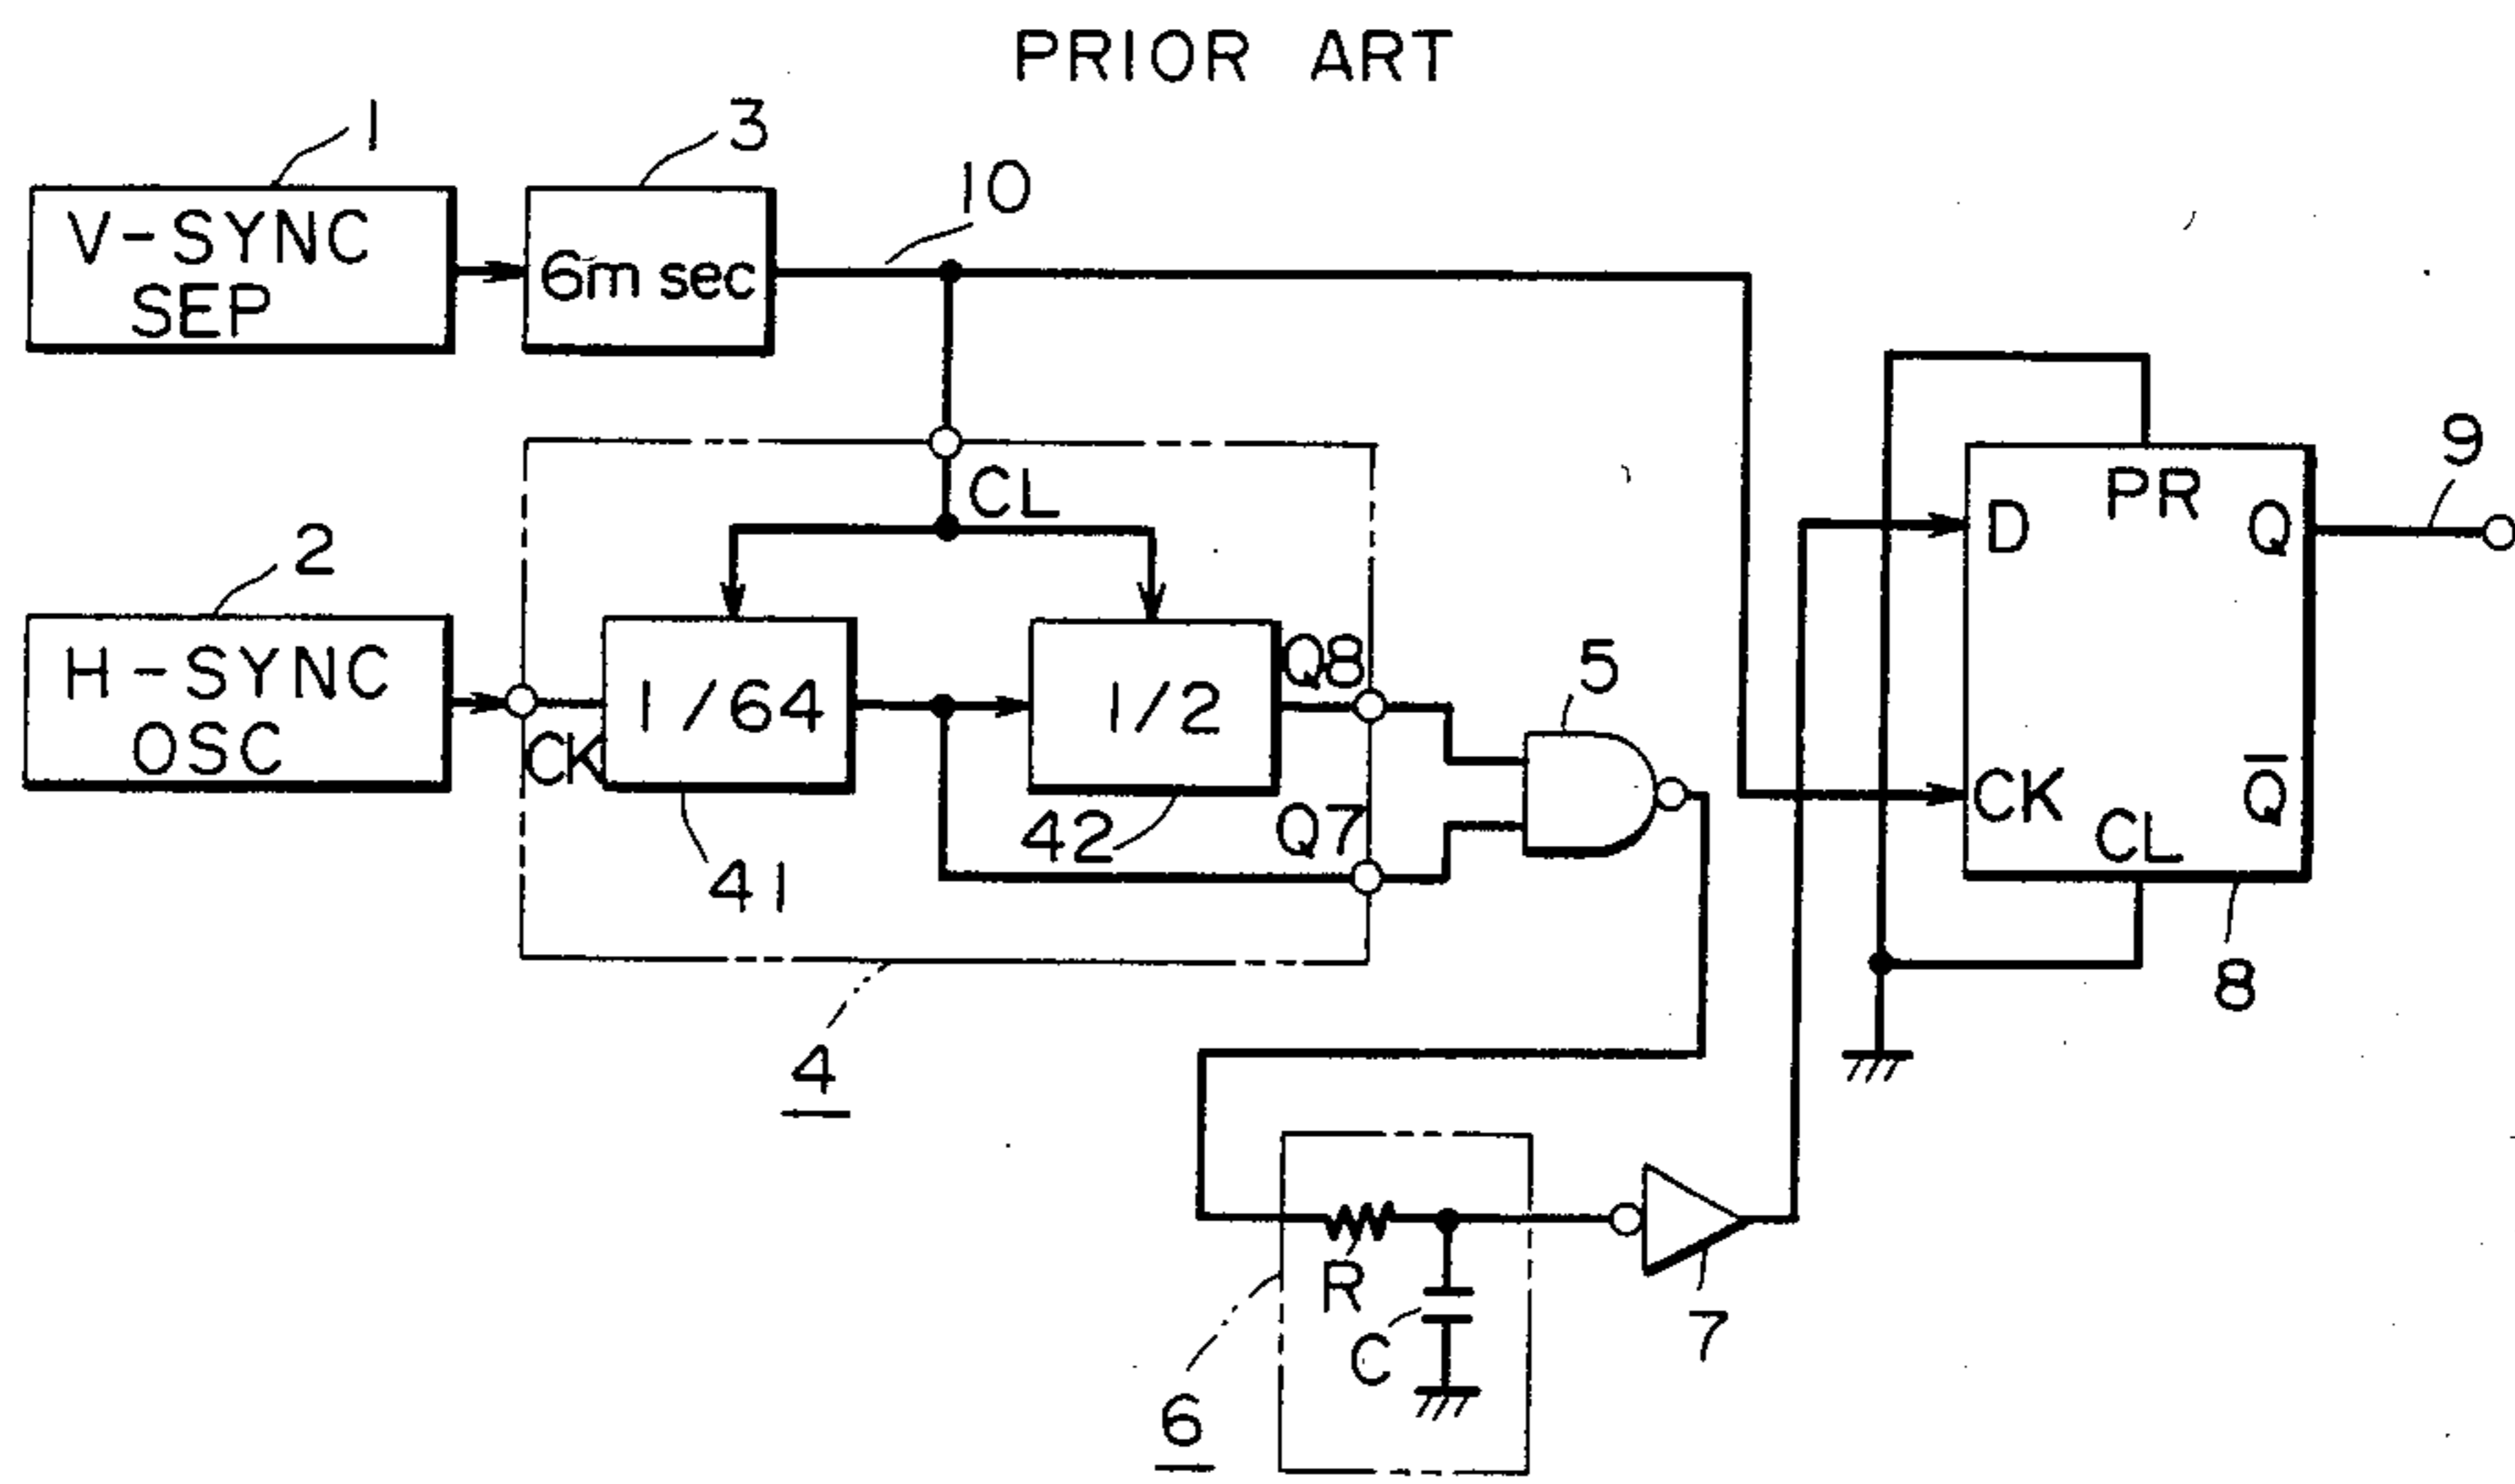 PRIOR ART
1
3
10
V-SYNC
SEP
6m sec
CL
2
H-SYNC
OSC
CK
1/64
1/2
Q8
Q7
41
42
4
5
D
PR
Q
CK
CL
Q̅
9
8
R
C
6
7